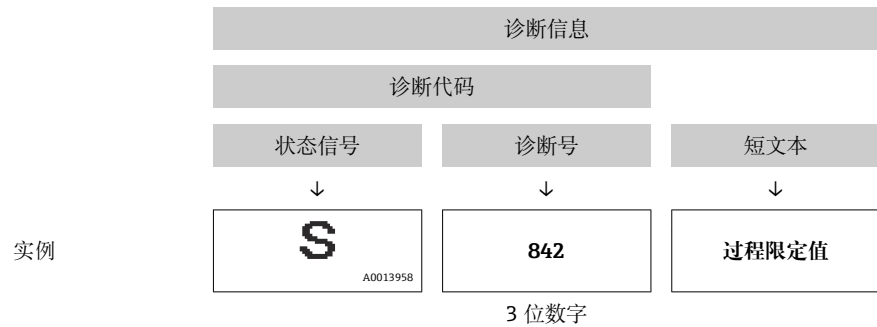 诊断信息
诊断代码
状态信号 诊断号 短文本
↓ ↓ ↓
实例 S 842 过程限定值
A0013958
3 位数字